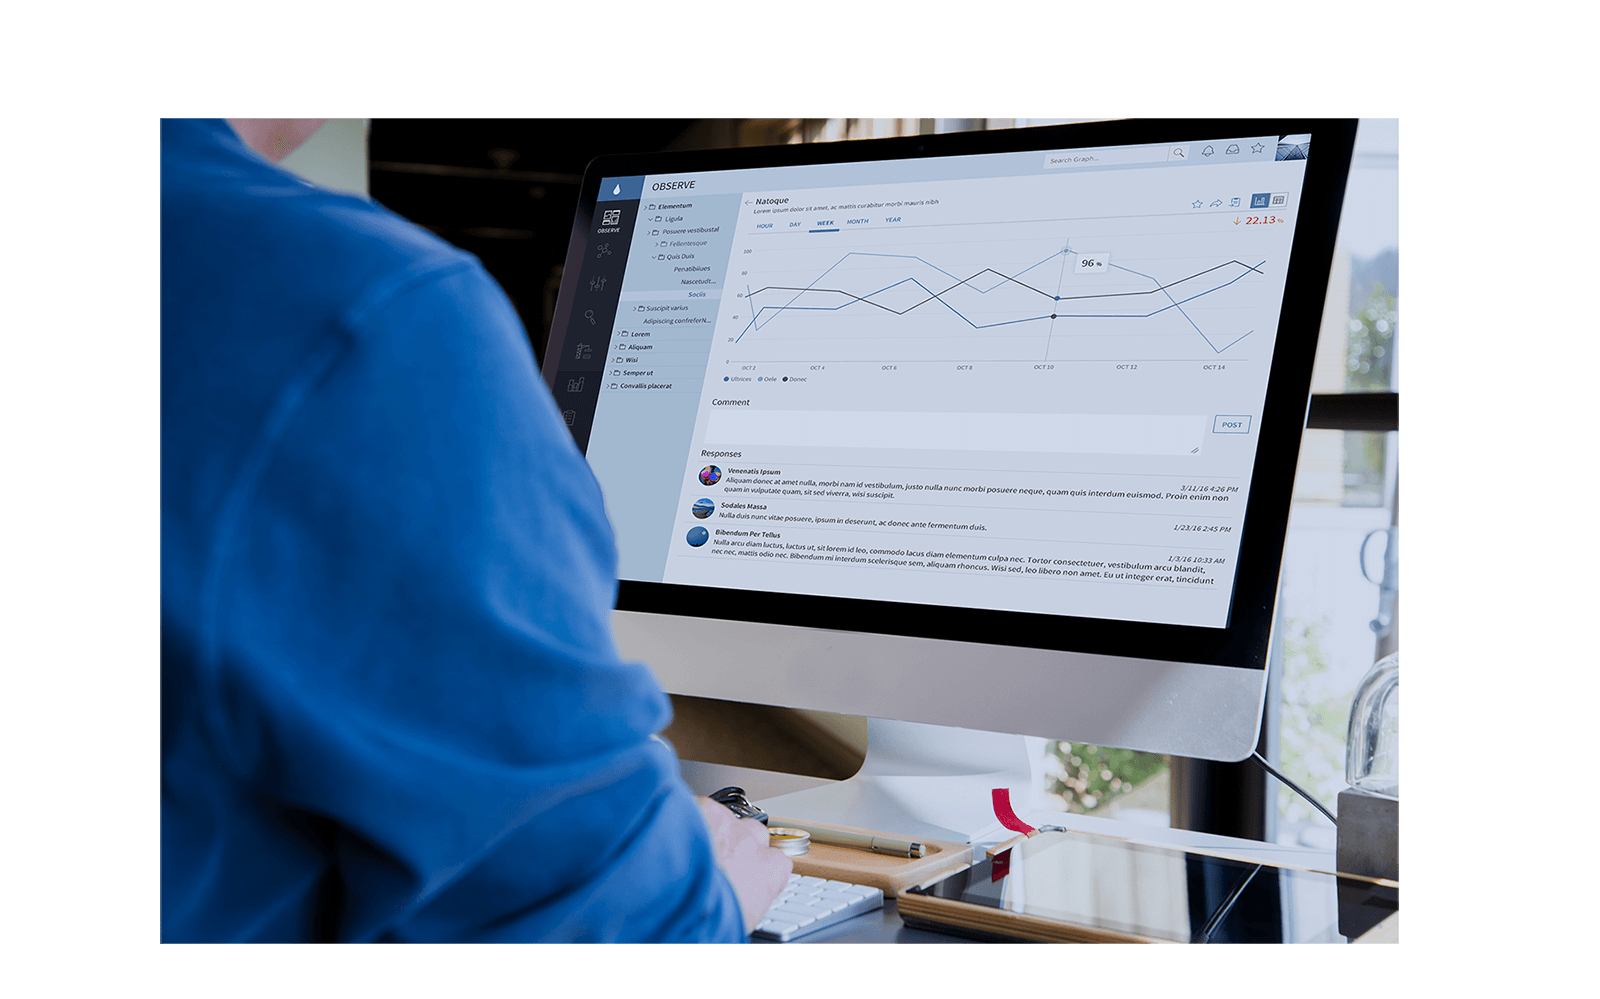 OBSERVE
Search Graph...
OBSERVE
Elementum
Ligula
Posuere vestibustal
Fellentesque
Quis Duis
Penatibiiues
Nascetudt...
Sociis
Suscipit varius
Adipiscing confreferN...
Lorem
Aliquam
Wisi
Semper ut
Convallis placerat
Natoque
Lorem ipsum dolor sit amet, ac mattis curabitur morbi mauris nibh
HOUR DAY WEEK MONTH YEAR
22.13 %
100
80
60
40
20
0
96 %
OCT 2 OCT 4 OCT 6 OCT 8 OCT 10 OCT 12 OCT 14
Ultrices Oele Donec
Comment
POST
Responses
Venenatis Ipsum
3/11/16 4:26 PM
Aliquam donec at amet nulla, morbi nam id vestibulum, justo nulla nunc morbi posuere neque, quam quis interdum euismod. Proin enim non
quam in vulputate quam, sit sed viverra, wisi suscipit.
Sodales Massa
1/23/16 2:45 PM
Nulla duis nunc vitae posuere, ipsum in deserunt, ac donec ante fermentum duis.
Bibendum Per Tellus
1/3/16 10:33 AM
Nulla arcu diam luctus, luctus ut, sit lorem id leo, commodo lacus diam elementum culpa nec. Tortor consectetuer, vestibulum arcu blandit,
nec nec, mattis odio nec. Bibendum mi interdum scelerisque sem, aliquam rhoncus. Wisi sed, leo libero non amet. Eu ut integer erat, tincidunt